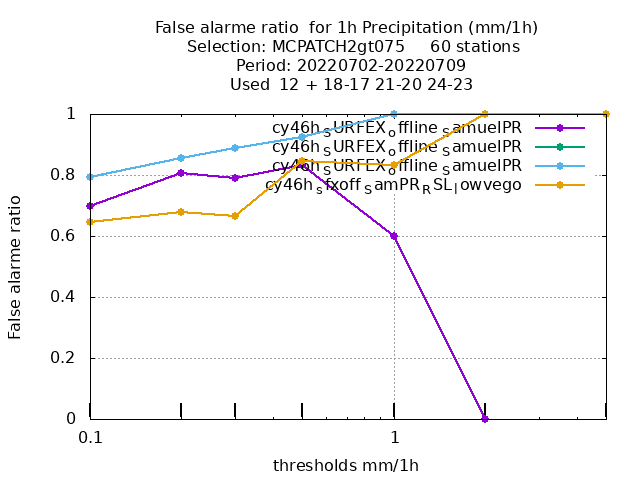 False alarme ratio  for 1h Precipitation (mm/1h)
Selection: MCPATCH2gt075     60 stations
Period: 20220702-20220709
Used  12 + 18-17 21-20 24-23
1
0.8
0.6
0.4
0.2
0
False alarme ratio
cy46h_SURFEX_offline_SamuelPR
cy46h_SURFEX_offline_SamuelPR
cy46h_SURFEX_offline_SamuelPR
cy46h_sfxoff_SamPR_RSL_lowvego
0.1
1
thresholds mm/1h